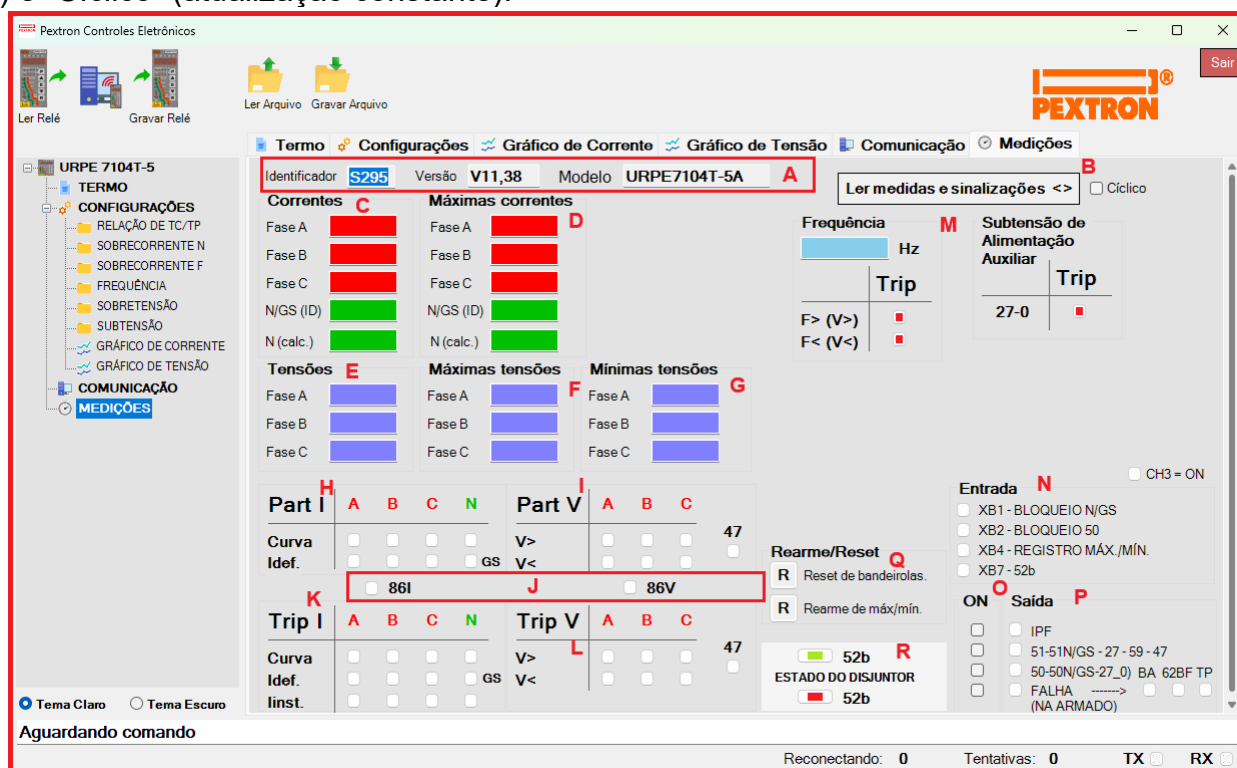 ) e "Cíclico" (atualização constante).
PEXTRON Pextron Controles Eletrônicos
Sair
Ler Relé
Gravar Relé
Ler Arquivo Gravar Arquivo
PEXTRON®
Termo Configurações Gráfico de Corrente Gráfico de Tensão Comunicação Medições
URPE 7104T-5
TERMO
CONFIGURAÇÕES
RELAÇÃO DE TC/TP
SOBRECORRENTE N
SOBRECORRENTE F
FREQUÊNCIA
SOBRETENSÃO
SUBTENSÃO
GRÁFICO DE CORRENTE
GRÁFICO DE TENSÃO
COMUNICAÇÃO
MEDIÇÕES
Tema Claro Tema Escuro
Identificador S295 Versão V11,38 Modelo URPE7104T-5A A
Ler medidas e sinalizações <> B Cíclico
Correntes C
Fase A
Fase B
Fase C
N/GS (ID)
N (calc.)
Máximas correntes D
Fase A
Fase B
Fase C
N/GS (ID)
N (calc.)
Frequência M
Hz
Trip
F> (V>)
F< (V<)
Subtensão de
Alimentação
Auxiliar
Trip
27-0
Tensões E
Fase A
Fase B
Fase C
Máximas tensões F
Fase A
Fase B
Fase C
Mínimas tensões G
Fase A
Fase B
Fase C
H
Part I A B C N
Curva
Idef. GS
I
Part V A B C
47
V>
V<
86I J 86V
K
Trip I A B C N
Curva
Idef. GS
Iinst.
Trip V A B C
L 47
V>
V<
Rearme/Reset Q
R Reset de bandeirolas.
R Rearme de máx/mín.
52b R
ESTADO DO DISJUNTOR
52b
CH3 = ON
Entrada N
XB1 - BLOQUEIO N/GS
XB2 - BLOQUEIO 50
XB4 - REGISTRO MÁX./MÍN.
XB7 - 52b
ON O Saída P
IPF
51-51N/GS - 27 - 59 - 47
50-50N/GS-27_0) BA 62BF TP
FALHA ------->
(NA ARMADO)
Aguardando comando
Reconectando: 0 Tentativas: 0 TX RX